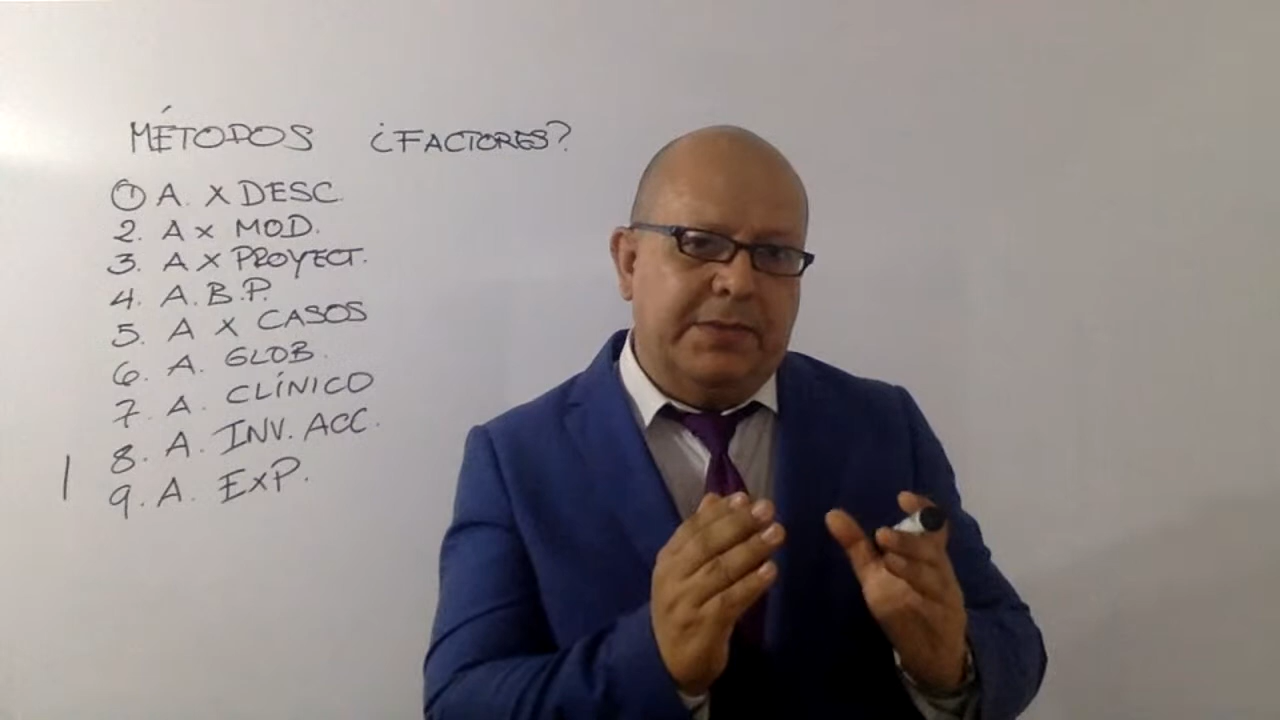 MÉTODOS ¿FACTORES?
1 A. X DESC.
2. A X MOD.
3. A X PROYECT.
4. A.B.P.
5. A X CASOS
6. A. GLOB.
7. A. CLÍNICO
8. A. INV. ACC.
9. A. EXP.